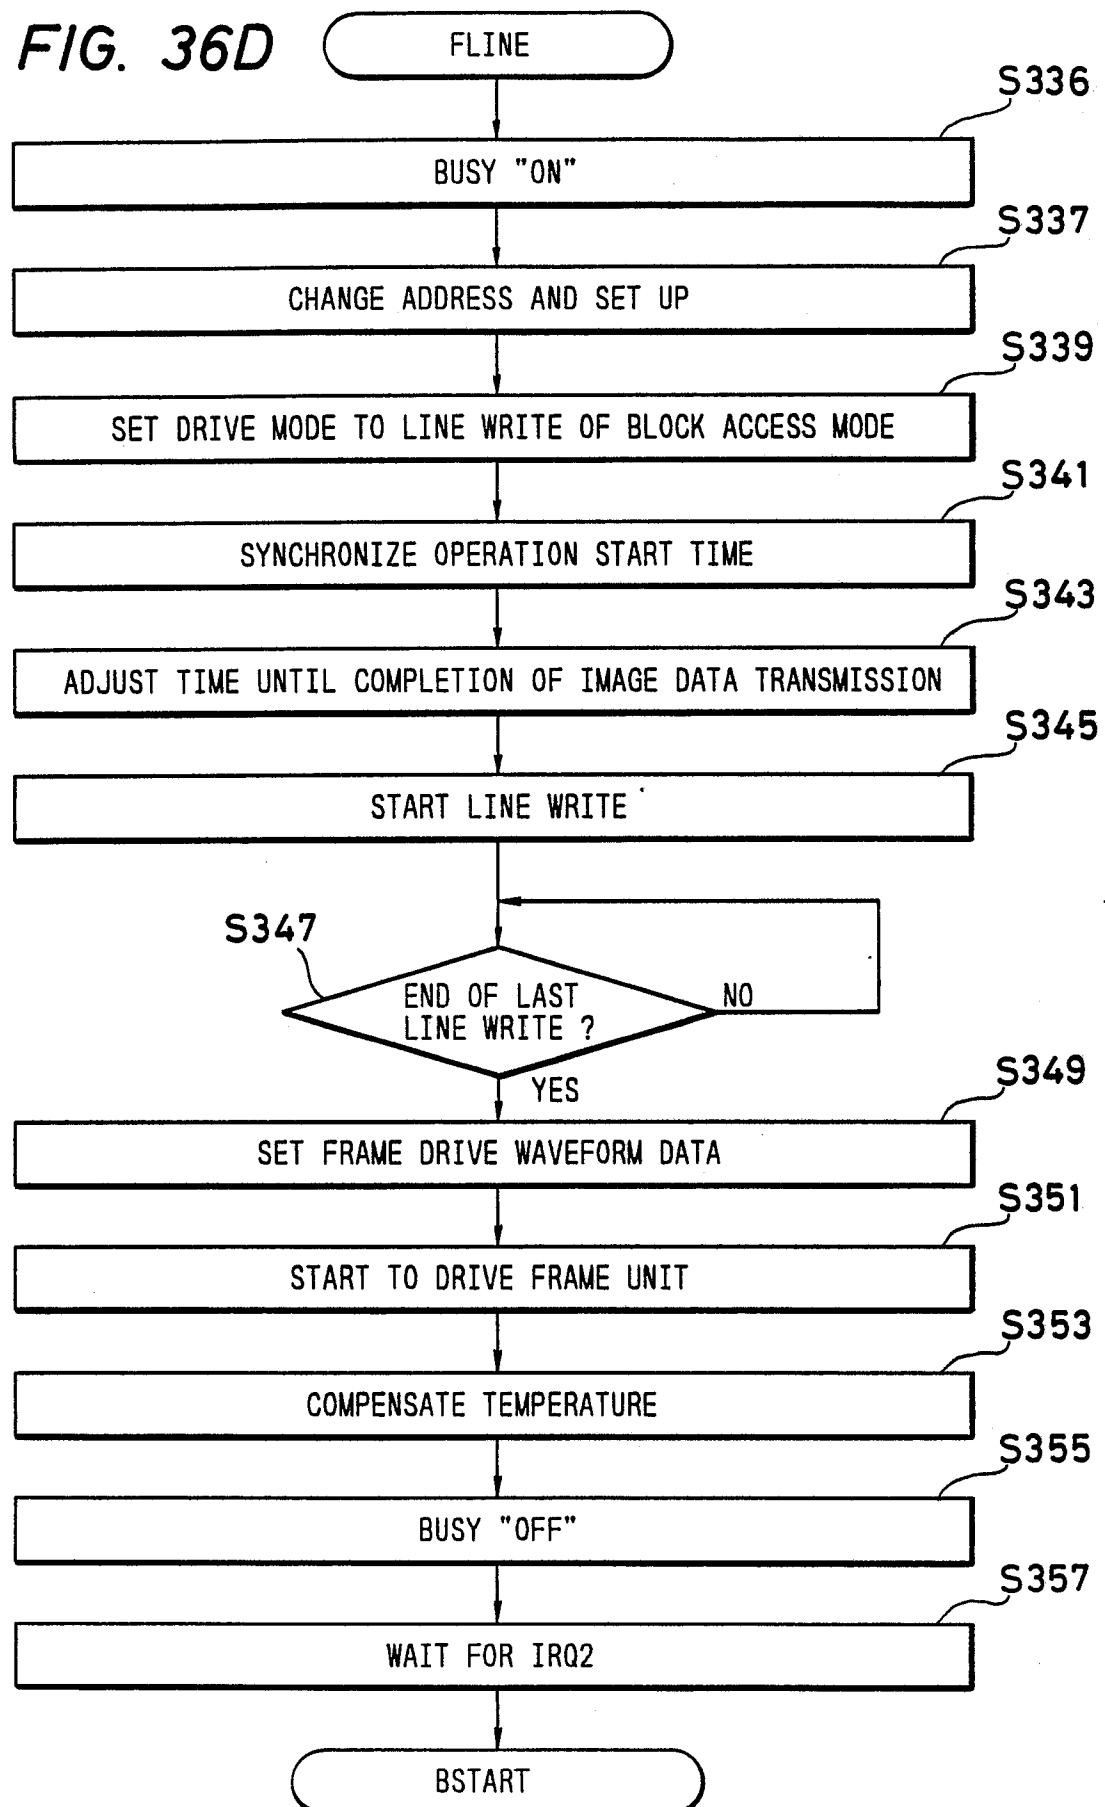 FIG. 36D
FLINE
S336
BUSY "ON"
S337
CHANGE ADDRESS AND SET UP
S339
SET DRIVE MODE TO LINE WRITE OF BLOCK ACCESS MODE
S341
SYNCHRONIZE OPERATION START TIME
S343
ADJUST TIME UNTIL COMPLETION OF IMAGE DATA TRANSMISSION
S345
START LINE WRITE
S347
END OF LAST
LINE WRITE ?
NO
YES
S349
SET FRAME DRIVE WAVEFORM DATA
S351
START TO DRIVE FRAME UNIT
S353
COMPENSATE TEMPERATURE
S355
BUSY "OFF"
S357
WAIT FOR IRQ2
BSTART